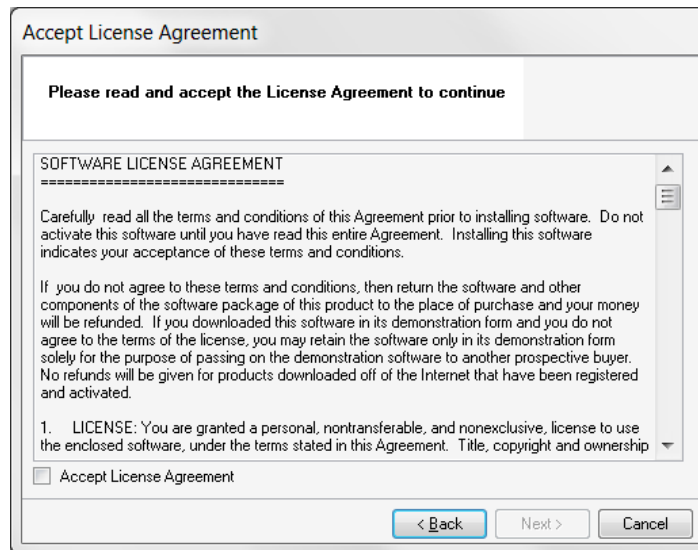 Accept License Agreement
Please read and accept the License Agreement to continue
SOFTWARE LICENSE AGREEMENT
==============================
Carefully  read all the terms and conditions of this Agreement prior to installing software.  Do not
activate this software until you have read this entire Agreement.  Installing this software
indicates your acceptance of these terms and conditions.
If  you do not agree to these terms and conditions, then return the software and other
components of the software package of this product to the place of purchase and your money
will be refunded.  If you downloaded this software in its demonstration form and you do not
agree to the terms of the license, you may retain the software only in its demonstration form
solely for the purpose of passing on the demonstration software to another prospective buyer.
No refunds will be given for products downloaded off of the Internet that have been registered
and activated.
1.    LICENSE: You are granted a personal, nontransferable, and nonexclusive, license to use
the enclosed software, under the terms stated in this Agreement.  Title, copyright and ownership
Accept License Agreement
< Back   Next >   Cancel